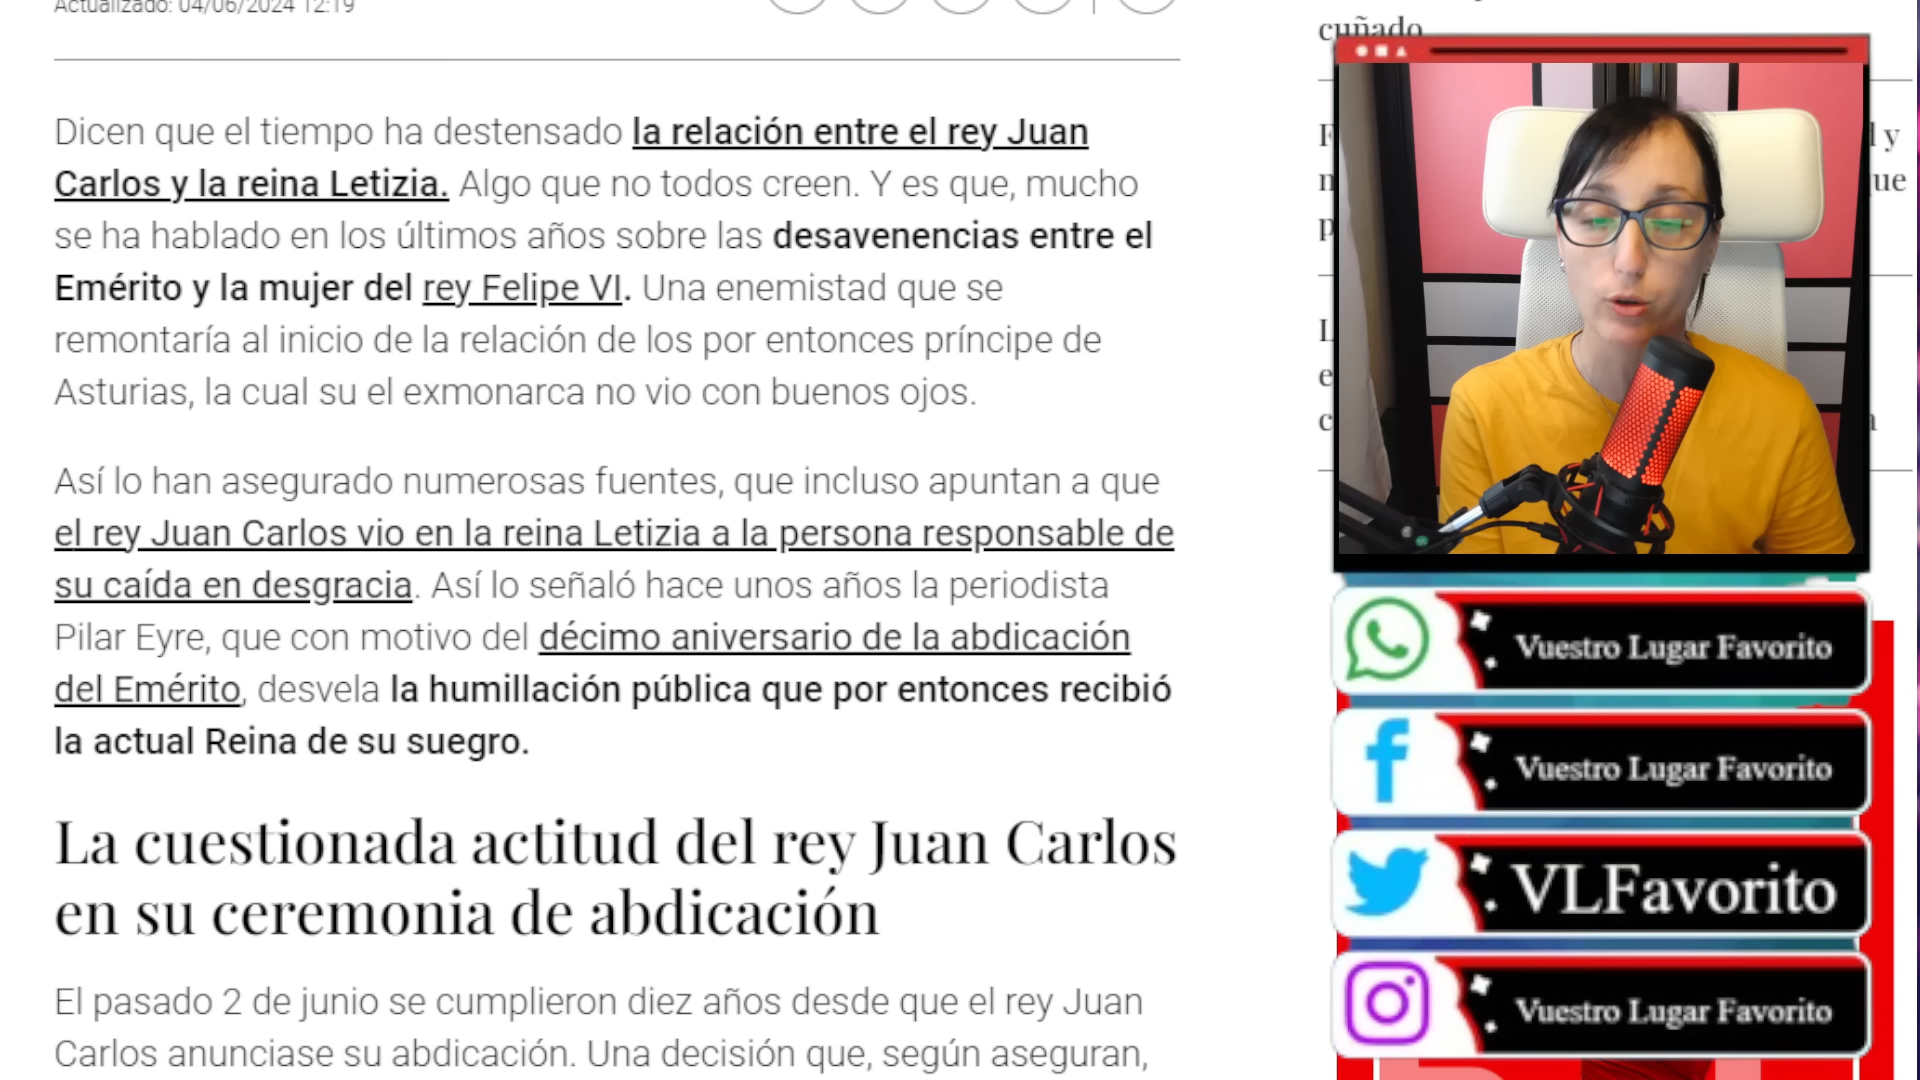 Actualizado: 04/06/2024 12:19
Dicen que el tiempo ha destensado la relación entre el rey Juan
Carlos y la reina Letizia. Algo que no todos creen. Y es que, mucho
se ha hablado en los últimos años sobre las desavenencias entre el
Emérito y la mujer del rey Felipe VI. Una enemistad que se
remontaría al inicio de la relación de los por entonces príncipe de
Asturias, la cual su el exmonarca no vio con buenos ojos.
Así lo han asegurado numerosas fuentes, que incluso apuntan a que
el rey Juan Carlos vio en la reina Letizia a la persona responsable de
su caída en desgracia. Así lo señaló hace unos años la periodista
Pilar Eyre, que con motivo del décimo aniversario de la abdicación
del Emérito, desvela la humillación pública que por entonces recibió
la actual Reina de su suegro.
La cuestionada actitud del rey Juan Carlos
en su ceremonia de abdicación
El pasado 2 de junio se cumplieron diez años desde que el rey Juan
Carlos anunciase su abdicación. Una decisión que, según aseguran,
cuñado
y
Vuestro Lugar Favorito
Vuestro Lugar Favorito
VLFavorito
Vuestro Lugar Favorito